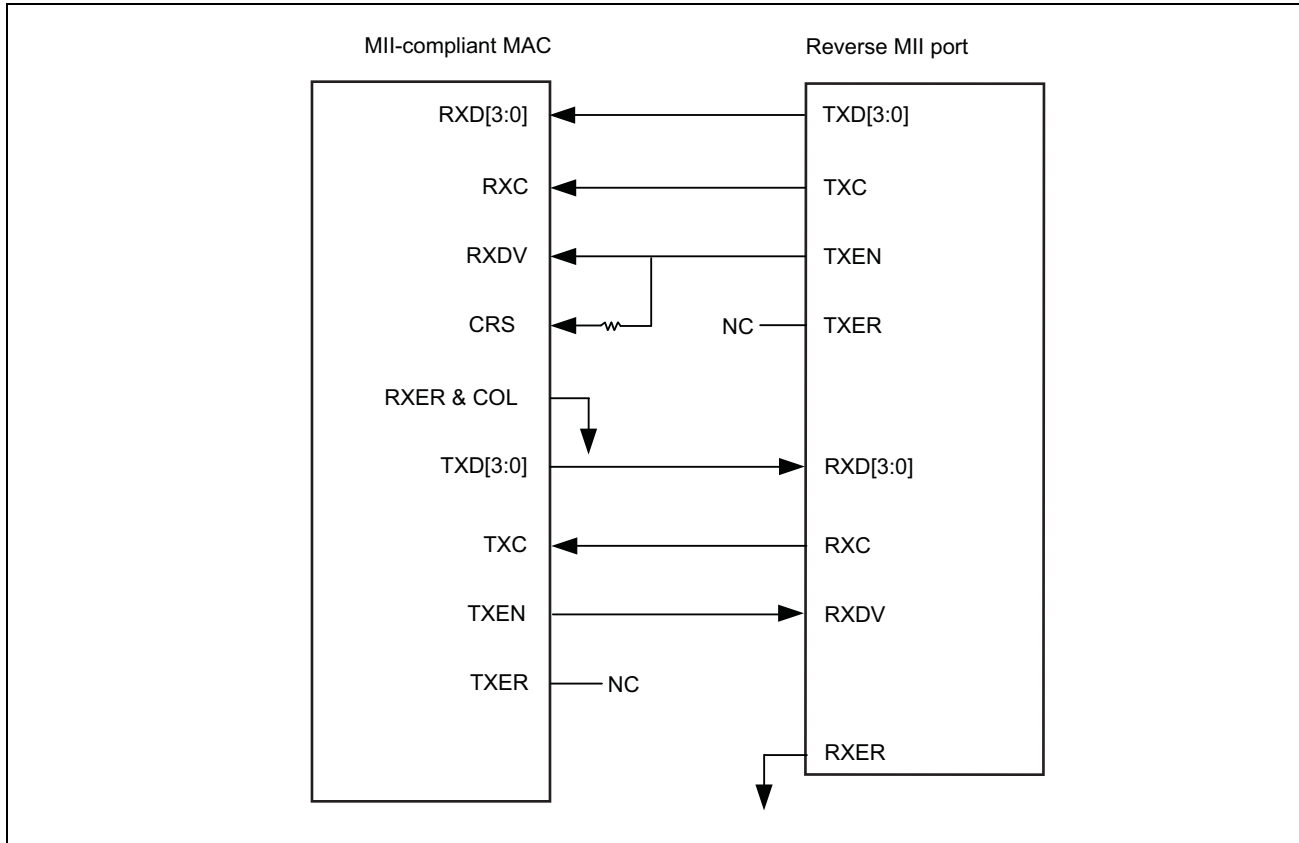 MII-compliant MAC
Reverse MII port
RXD[3:0]
TXD[3:0]
RXC
TXC
RXDV
TXEN
CRS
NC
TXER
RXER & COL
TXD[3:0]
RXD[3:0]
TXC
RXC
TXEN
RXDV
TXER
NC
RXER